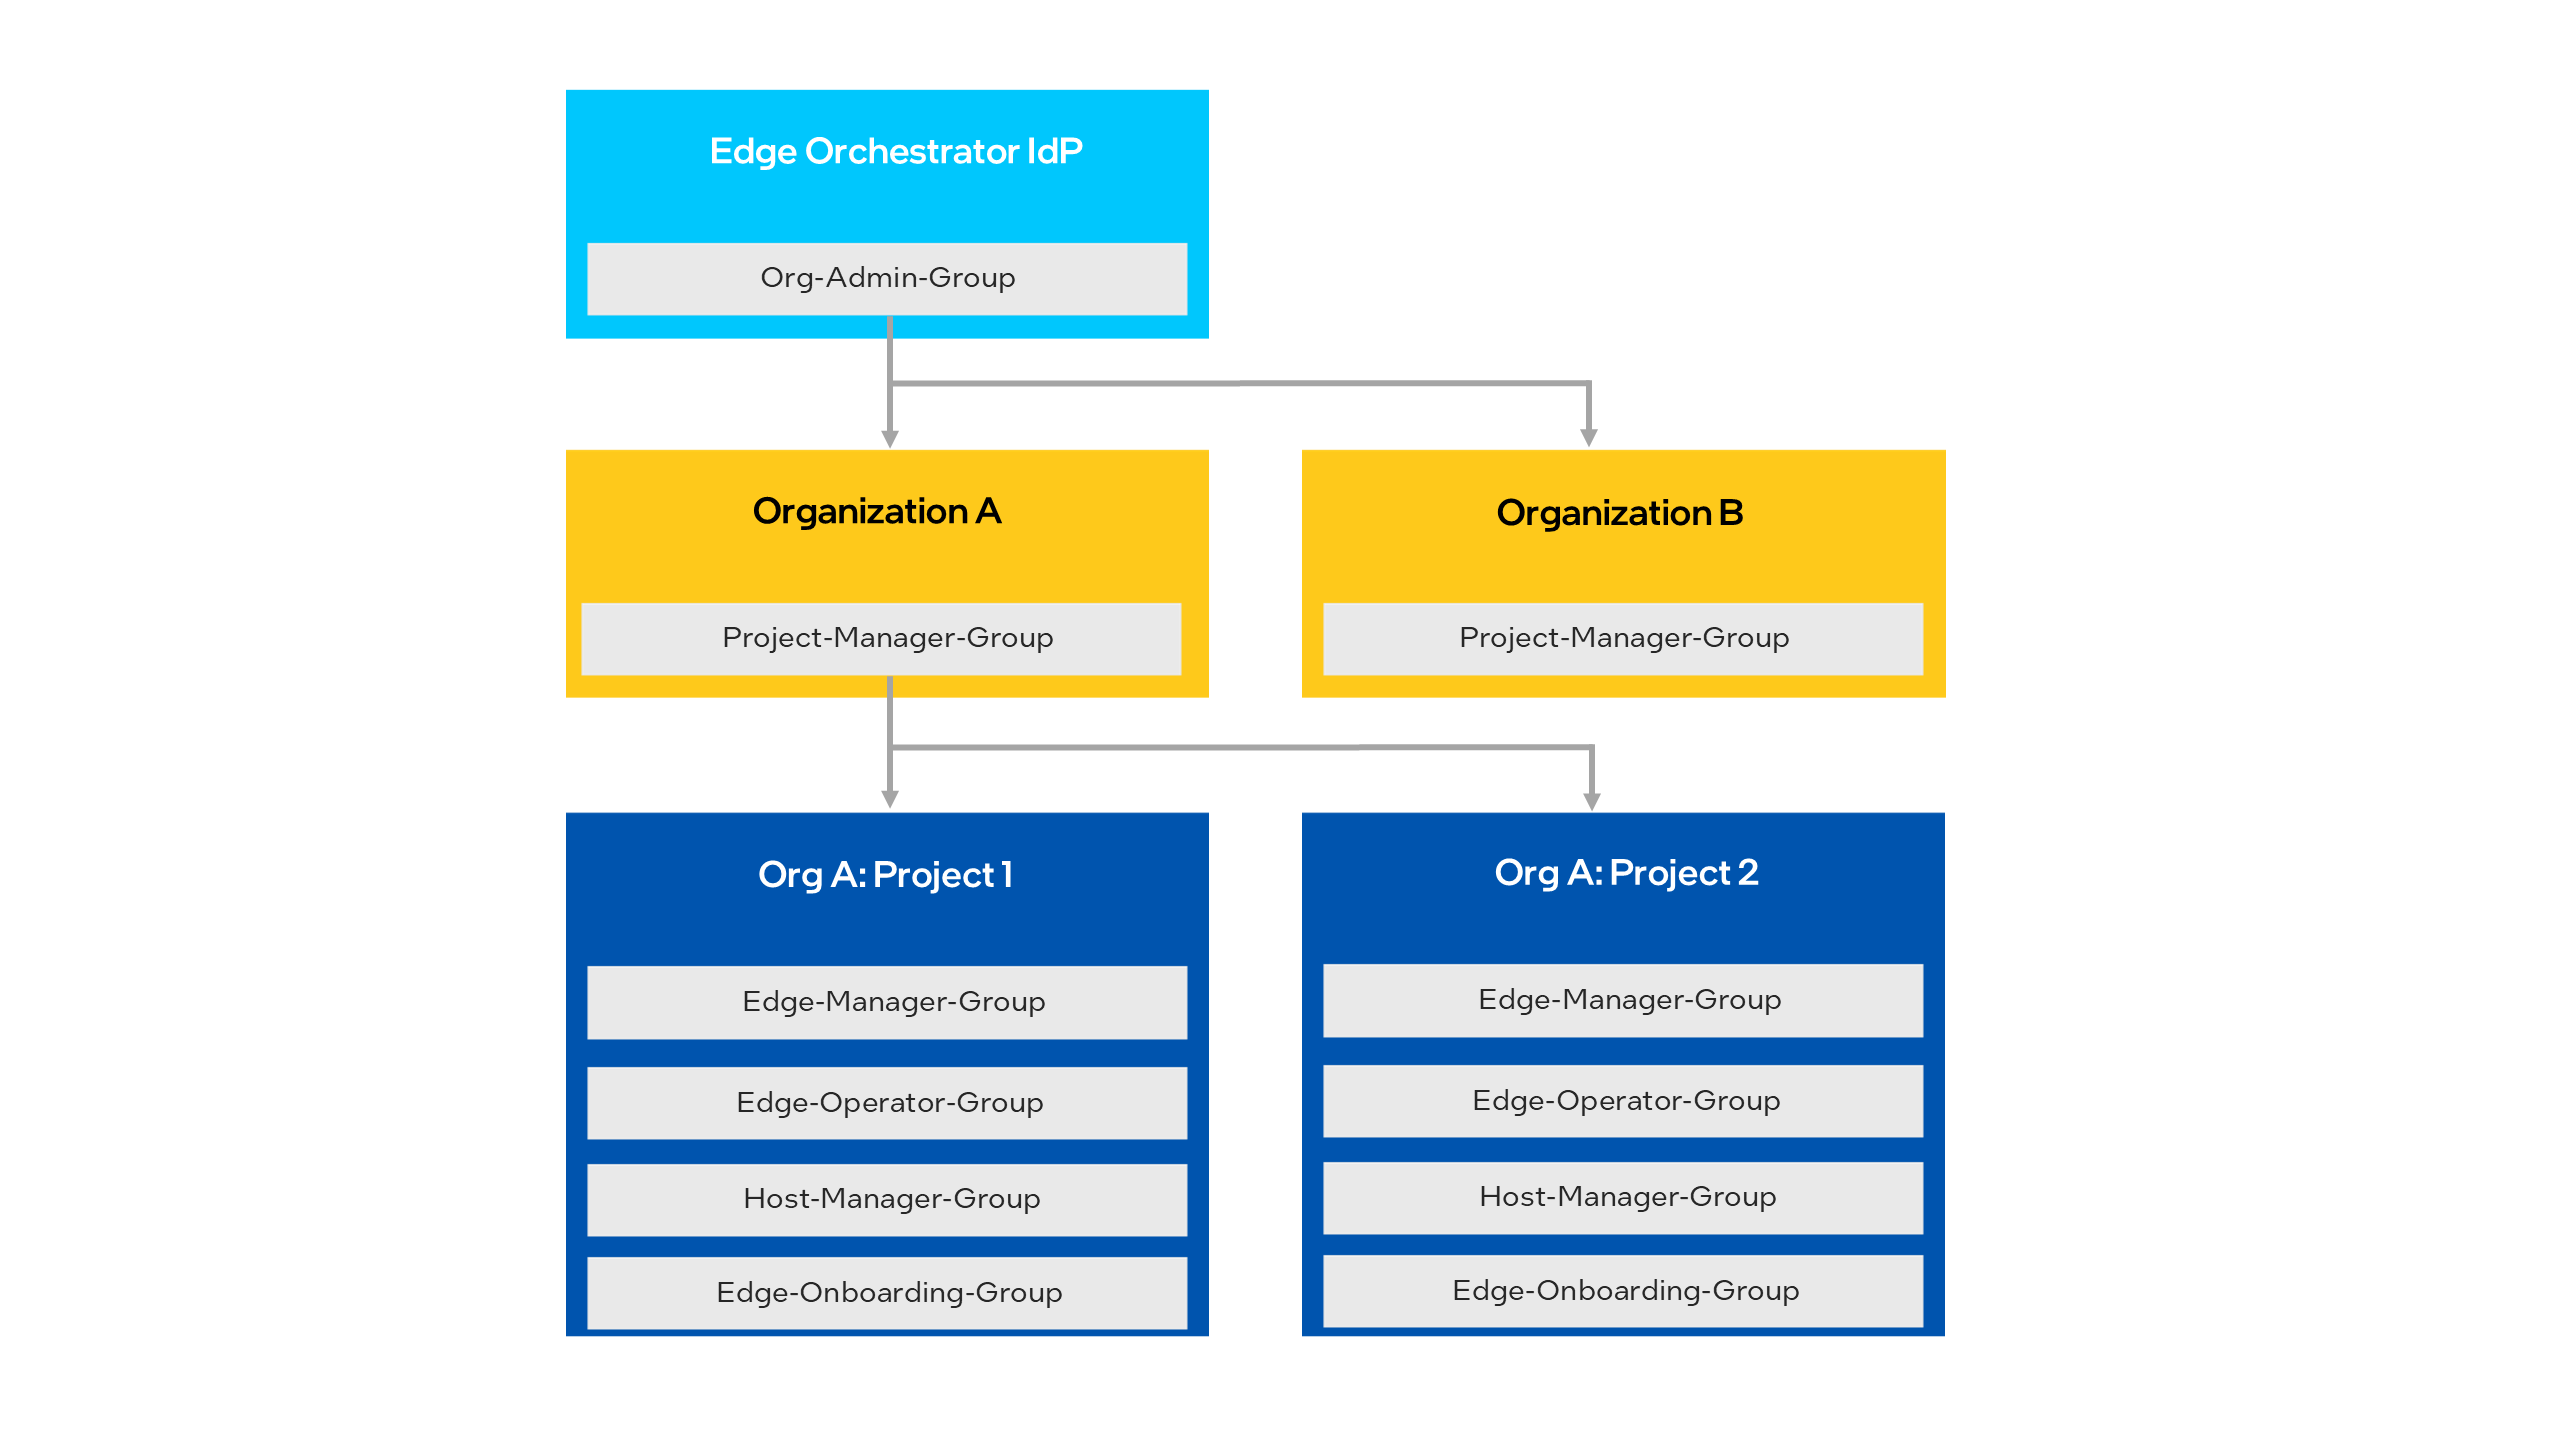 Edge Orchestrator IdP
Org-Admin-Group
Organization A
Project-Manager-Group
Organization B
Project-Manager-Group
Org A: Project 1
Edge-Manager-Group
Edge-Operator-Group
Host-Manager-Group
Edge-Onboarding-Group
Org A: Project 2
Edge-Manager-Group
Edge-Operator-Group
Host-Manager-Group
Edge-Onboarding-Group